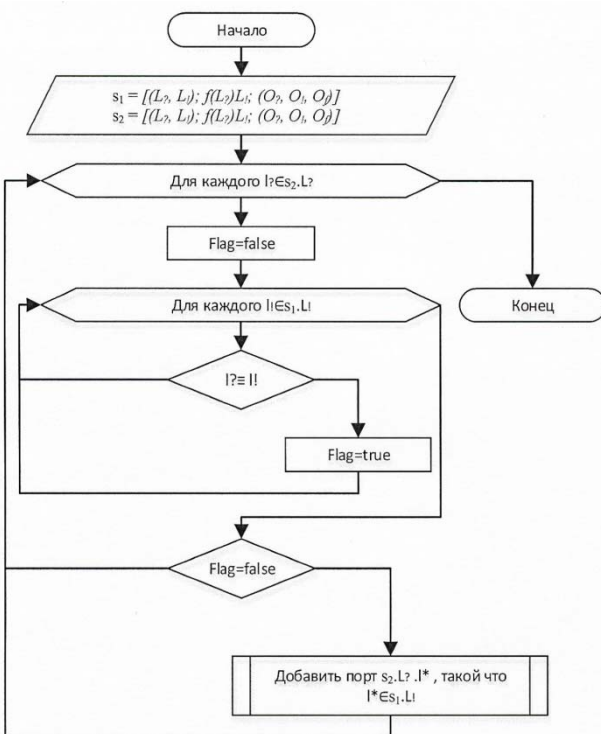 Начало
s₁ = [(L?, L!); f(L?)L!; (O?, O!, Of)]
s₂ = [(L?, L!); f(L?)L!; (O?, O!, Of)]
Для каждого l?∈s₂.L?
Flag=false
Для каждого l!∈s₁.L!
Конец
l?≡ l!
Flag=true
Flag=false
Добавить порт s₂.L? .l* , такой что
l*∈s₁.L!